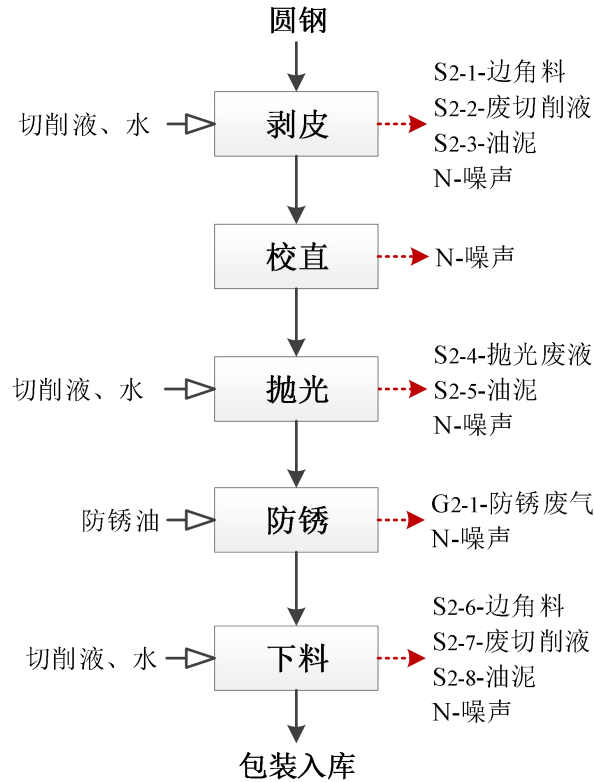 圆钢
切削液、水
剥皮
S2-1-边角料
S2-2-废切削液
S2-3-油泥
N-噪声
校直
N-噪声
切削液、水
抛光
S2-4-抛光废液
S2-5-油泥
N-噪声
防锈油
防锈
G2-1-防锈废气
N-噪声
切削液、水
下料
S2-6-边角料
S2-7-废切削液
S2-8-油泥
N-噪声
包装入库